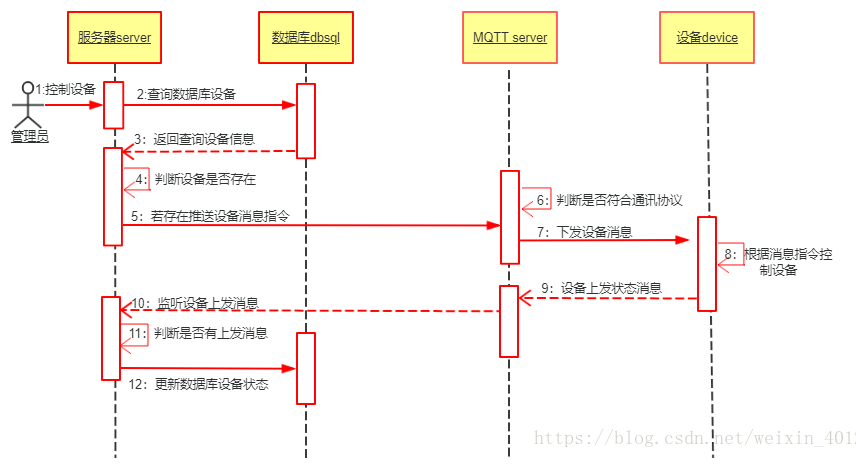 服务器server
数据库dbsql
MQTT server
设备device
1:控制设备
管理员
2:查询数据库设备
3：返回查询设备信息
4：判断设备是否存在
5：若存在推送设备消息指令
6：判断是否符合通讯协议
7：下发设备消息
8：根据消息指令控
制设备
9：设备上发状态消息
10：监听设备上发消息
11：判断是否有上发消息
12：更新数据库设备状态
https://blog.csdn.net/weixin_4012